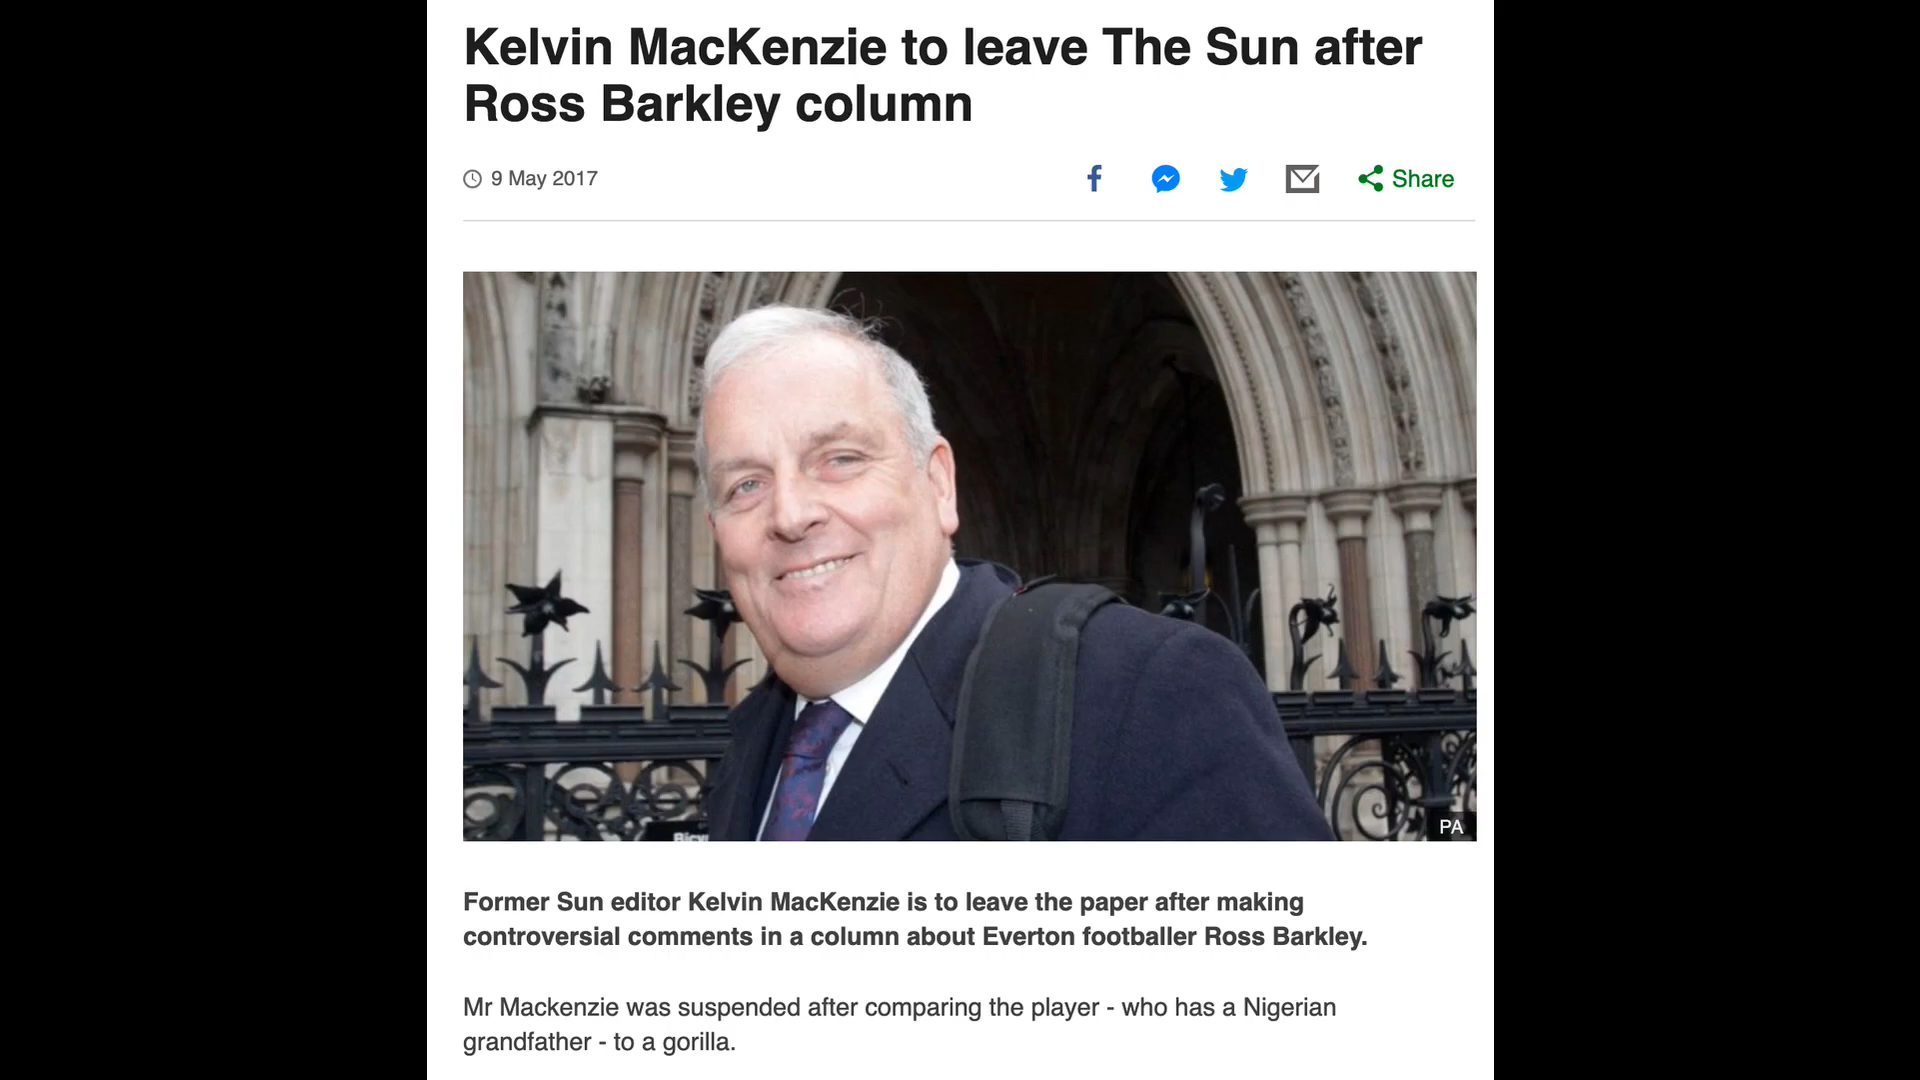 Kelvin MacKenzie to leave The Sun after
Ross Barkley column
9 May 2017
Share
PA
Former Sun editor Kelvin MacKenzie is to leave the paper after making
controversial comments in a column about Everton footballer Ross Barkley.
Mr Mackenzie was suspended after comparing the player - who has a Nigerian
grandfather - to a gorilla.